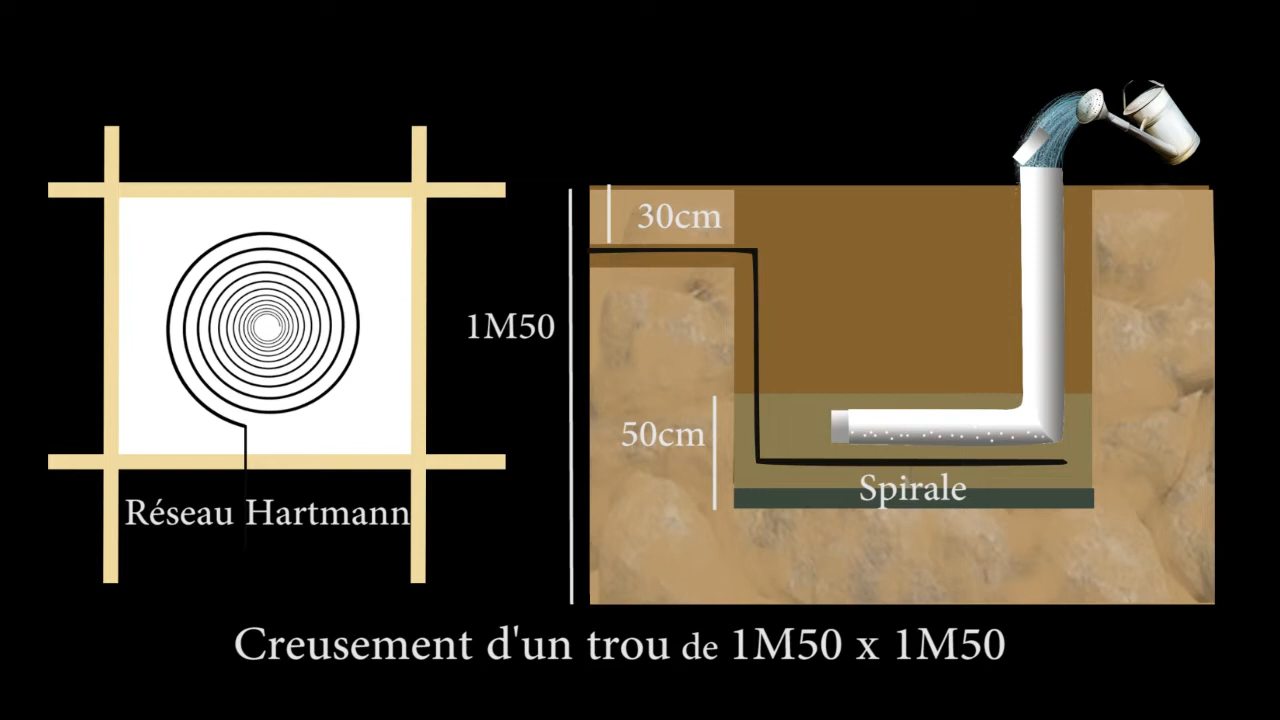 30cm
1M50
50cm
Spirale
Réseau Hartmann
Creusement d'un trou de 1M50 x 1M50